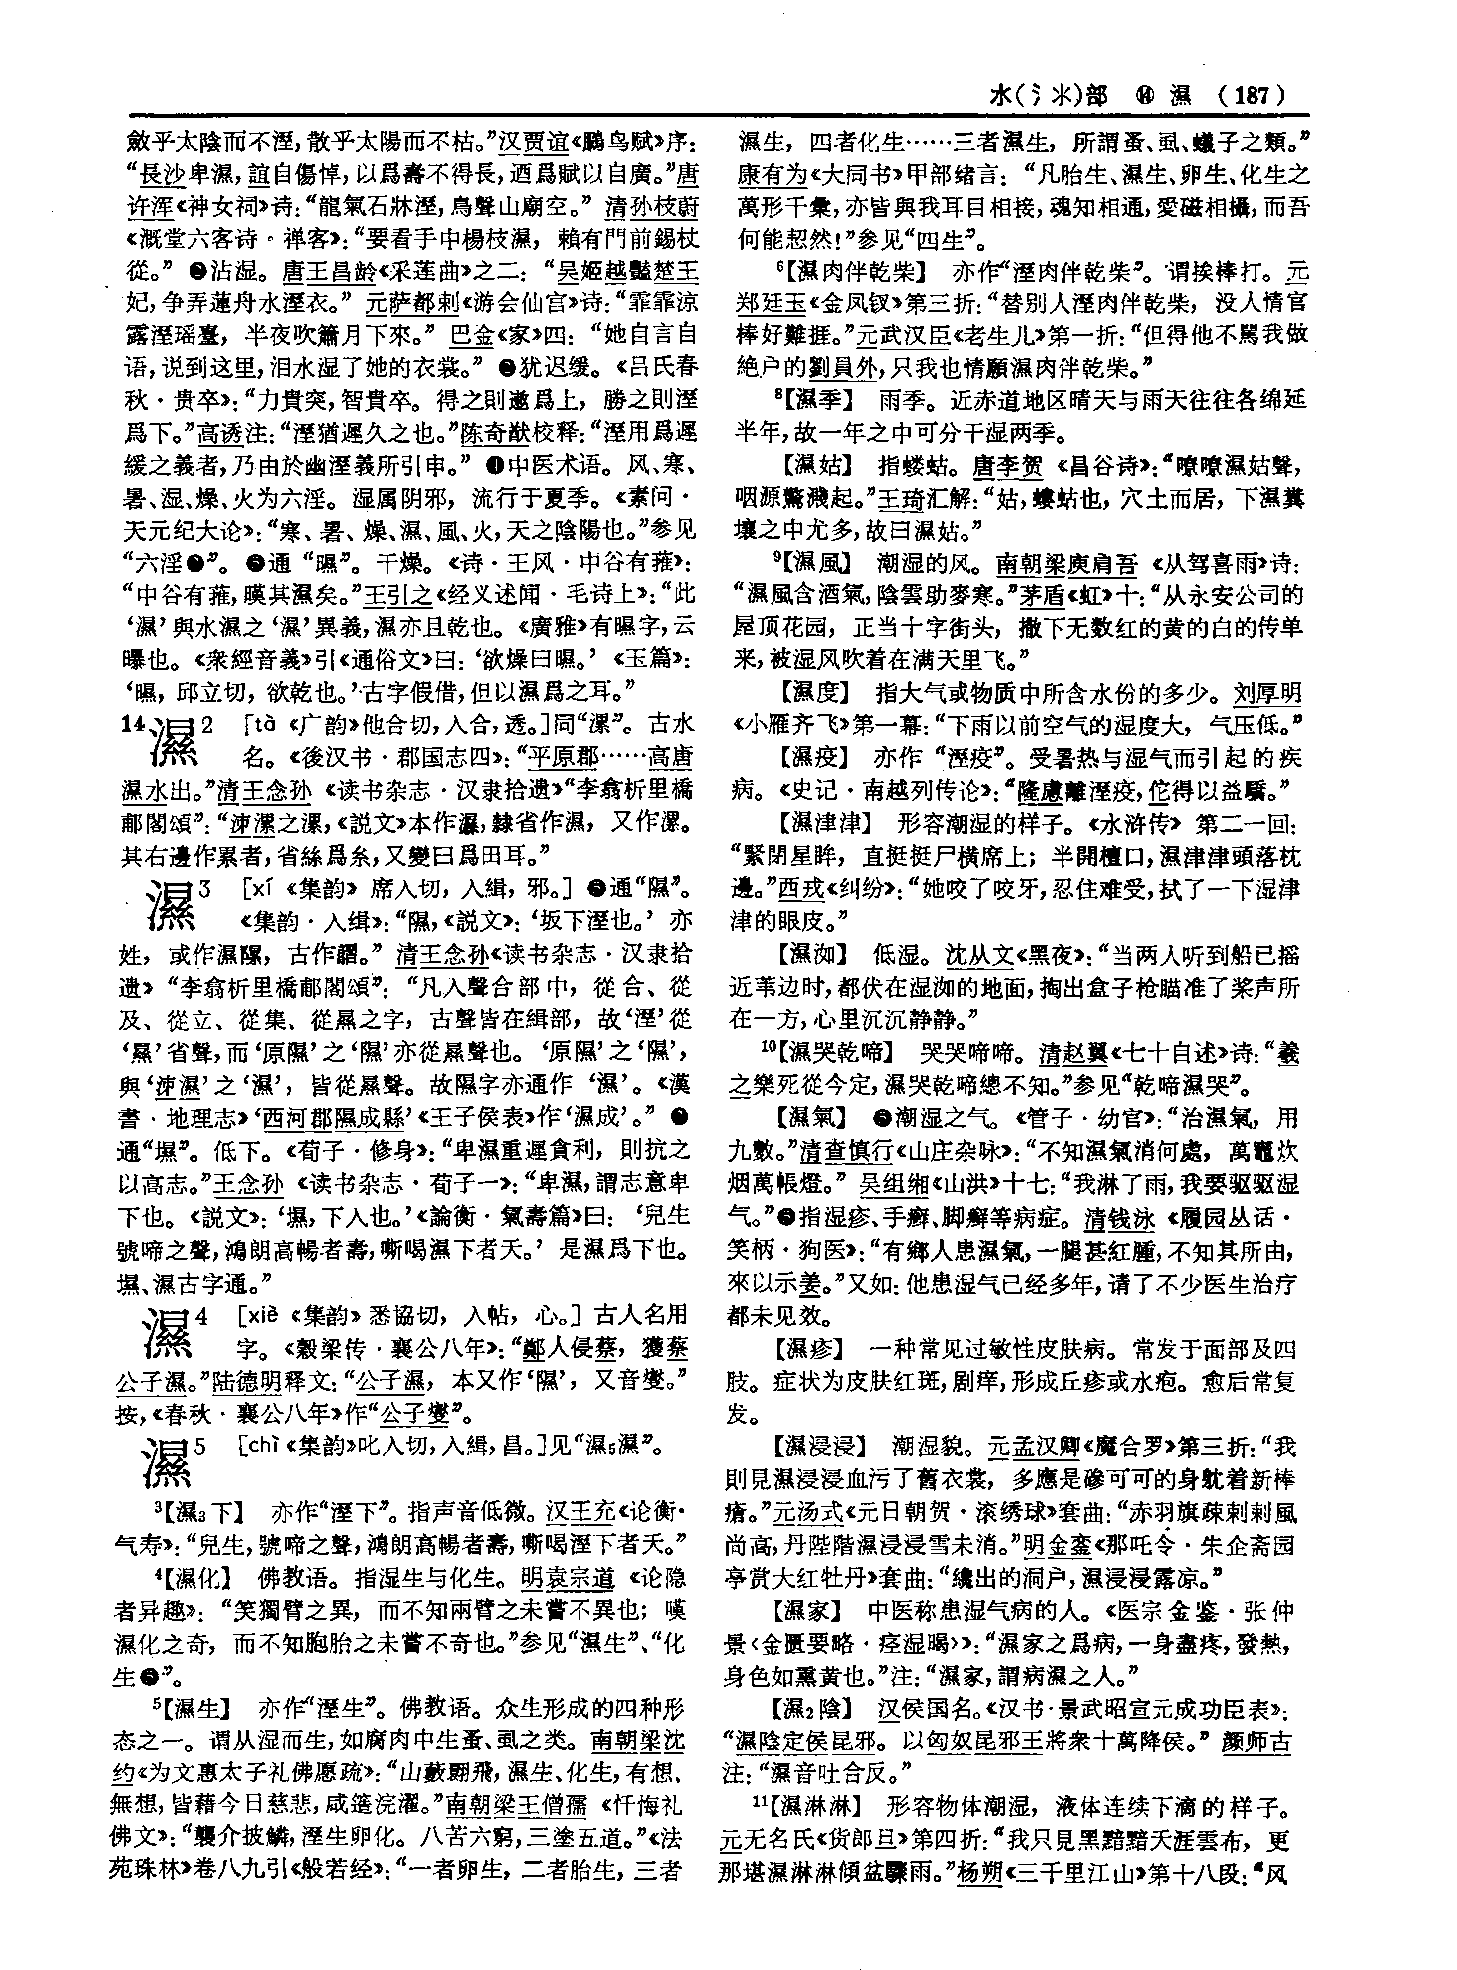 水(氵氺)部 ⑭ 濕 (187)
斂乎太陰而不溼,散乎太陽而不枯。”汉贾谊《鵩鸟赋》序:
“長沙卑濕,誼自傷悼,以爲壽不得長,迺爲賦以自廣。”唐
许浑《神女祠》诗:“龍氣石牀溼,鳥聲山廟空。” 清孙枝蔚
《溉堂六客诗·禅客》:“要看手中楊枝濕,賴有門前錫杖
從。” ❷沾湿。唐王昌龄《采莲曲》之二:“吴姬越豔楚王
妃,争弄蓮舟水溼衣。” 元萨都剌《游会仙宫》诗:“霏霏涼
露溼瑶臺,半夜吹簫月下來。” 巴金《家》四:“她自言自
语,说到这里,泪水湿了她的衣裳。” ❸犹迟缓。《吕氏春
秋·贵卒》:“力貴突,智貴卒。得之則遬爲上,勝之則溼
爲下。”高诱注:“溼猶遲久之也。”陈奇猷校释:“溼用爲遲
緩之義者,乃由於幽溼義所引申。” ❹中医术语。风、寒、
暑、湿、燥、火为六淫。湿属阴邪,流行于夏季。《素问·
天元纪大论》:“寒、暑、燥、濕、風、火,天之陰陽也。”参见
“六淫❷”。 ❺通“㬤”。干燥。《诗·王风·中谷有蓷》:
“中谷有蓷,暵其濕矣。”王引之《经义述闻·毛诗上》:“此
‘濕’與水濕之‘濕’異義,濕亦且乾也。《廣雅》有㬤字,云
曝也。《衆經音義》引《通俗文》曰:‘欲燥曰㬤。’《玉篇》:
‘㬤,邱立切,欲乾也。’古字假借,但以濕爲之耳。”
14濕2 [tà《广韵》他合切,入合,透。]同“漯”。古水
名。《後汉书·郡国志四》:“平原郡……高唐
濕水出。”清王念孙《读书杂志·汉隶拾遗》“李翕析里橋
郙閣頌”:“涑漯之漯,《説文》本作濕,隸省作濕,又作漯。
其右邊作累者,省絲爲糸,又變曰爲田耳。”
濕3 [xí《集韵》席入切,入緝,邪。] ❶通“隰”。
《集韵·入缉》:“隰,《説文》:‘坂下溼也。’亦
姓,或作濕隰,古作𨼤。” 清王念孙《读书杂志·汉隶拾
遗》“李翕析里橋郙閣頌”:“凡入聲合部中,從合、從
及、從立、從集、從㬎之字,古聲皆在緝部,故‘溼’從
‘㬎’省聲,而‘原隰’之‘隰’亦從㬎聲也。‘原隰’之‘隰’,
與‘涑濕’之‘濕’,皆從㬎聲。故隰字亦通作‘濕’。《漢
書·地理志》‘西河郡隰成縣’《王子侯表》作‘濕成’。” ❷
通“㙷”。低下。《荀子·修身》:“卑濕重遲貪利,則抗之
以高志。”王念孙《读书杂志·荀子一》:“卑濕,謂志意卑
下也。《説文》:‘㙷,下入也。’《論衡·氣壽篇》曰:‘兒生
號啼之聲,鴻朗高暢者壽,嘶喝濕下者夭。’是濕爲下也。
㙷、濕古字通。”
濕4 [xiè《集韵》悉協切,入帖,心。]古人名用
字。《穀梁传·襄公八年》:“鄭人侵蔡,獲蔡
公子濕。”陆德明释文:“公子濕,本又作‘隰’,又音燮。”
按,《春秋·襄公八年》作“公子燮”。
濕5 [chì《集韵》叱入切,入緝,昌。]见“濕5濕”。
3【濕3下】 亦作“溼下”。指声音低微。汉王充《论衡·
气寿》:“兒生,號啼之聲,鴻朗高暢者壽,嘶喝溼下者夭。”
4【濕化】 佛教语。指湿生与化生。明袁宗道《论隐
者异趣》:“笑獨臂之異,而不知兩臂之未嘗不異也;嘆
濕化之奇,而不知胞胎之未嘗不奇也。”参见“濕生”、“化
生❸”。
5【濕生】 亦作“溼生”。佛教语。众生形成的四种形
态之一。谓从湿而生,如腐肉中生蚤、虱之类。南朝梁沈
约《为文惠太子礼佛愿疏》:“山藪翾飛,濕生、化生,有想、
無想,皆藉今日慈悲,咸蒞浣濯。”南朝梁王僧孺《忏悔礼
佛文》:“襲介披鱗,溼生卵化。八苦六窮,三塗五道。”《法
苑珠林》卷八九引《般若经》:“一者卵生,二者胎生,三者
濕生,四者化生……三者濕生,所謂蚤、虱、蟻子之類。”
康有为《大同书》甲部绪言:“凡胎生、濕生、卵生、化生之
萬形千彙,亦皆與我耳目相接,魂知相通,愛磁相攝,而吾
何能恝然!”参见“四生”。
6【濕肉伴乾柴】 亦作“溼肉伴乾柴”。谓挨棒打。元
郑廷玉《金凤钗》第三折:“替别人溼肉伴乾柴,没人情官
棒好難捱。”元武汉臣《老生儿》第一折:“但得他不駡我做
絶户的劉員外,只我也情願濕肉伴乾柴。”
8【濕季】 雨季。近赤道地区晴天与雨天往往各绵延
半年,故一年之中可分干湿两季。
【濕姑】 指蝼蛄。唐李贺《昌谷诗》:“嘹嘹濕姑聲,
咽源驚濺起。”王琦汇解:“姑,螻蛄也,穴土而居,下濕糞
壤之中尤多,故曰濕姑。”
9【濕風】 潮湿的风。南朝梁庾肩吾《从驾喜雨》诗:
“濕風含酒氣,陰雲助麥寒。”茅盾《虹》十:“从永安公司的
屋顶花园,正当十字街头,撒下无数红的黄的白的传单
来,被湿风吹着在满天里飞。”
【濕度】 指大气或物质中所含水份的多少。刘厚明
《小雁齐飞》第一幕:“下雨以前空气的湿度大,气压低。”
【濕疫】 亦作“溼疫”。受暑热与湿气而引起的疾
病。《史记·南越列传论》:“隆慮離溼疫,佗得以益驕。”
【濕津津】 形容潮湿的样子。《水浒传》第二一回:
“緊閉星眸,直挺挺尸横席上;半開檀口,濕津津頭落枕
邊。”西戎《纠纷》:“她咬了咬牙,忍住难受,拭了一下湿津
津的眼皮。”
【濕洳】 低湿。沈从文《黑夜》:“当两人听到船已摇
近苇边时,都伏在湿洳的地面,掏出盒子枪瞄准了桨声所
在一方,心里沉沉静静。”
10【濕哭乾啼】 哭哭啼啼。清赵翼《七十自述》诗:“羲
之樂死從今定,濕哭乾啼總不知。”参见“乾啼濕哭”。
【濕氣】 ❶潮湿之气。《管子·幼官》:“治濕氣,用
九數。”清查慎行《山庄杂咏》:“不知濕氣消何處,萬竈炊
烟萬帳燈。” 吴组缃《山洪》十七:“我淋了雨,我要驱驱湿
气。”❷指湿疹、手癣、脚癣等病症。清钱泳《履园丛话·
笑柄·狗医》:“有鄉人患濕氣,一腿甚紅腫,不知其所由,
來以示姜。”又如:他患湿气已经多年,请了不少医生治疗
都未见效。
【濕疹】 一种常见过敏性皮肤病。常发于面部及四
肢。症状为皮肤红斑,剧痒,形成丘疹或水疱。愈后常复
发。
【濕浸浸】 潮湿貌。元孟汉卿《魔合罗》第三折:“我
則見濕浸浸血污了舊衣裳,多應是磣可可的身躭着新棒
瘡。”元汤式《元日朝贺·滚绣球》套曲:“赤羽旗疎剌剌風
尚高,丹陛階濕浸浸雪未消。”明金銮《那吒令·朱企斋园
亭赏大红牡丹》套曲:“繞出的洞户,濕浸浸露凉。”
【濕家】 中医称患湿气病的人。《医宗金鉴·张仲
景〈金匮要略·痉湿暍〉》:“濕家之爲病,一身盡疼,發熱,
身色如熏黄也。”注:“濕家,謂病濕之人。”
【濕2陰】 汉侯国名。《汉书·景武昭宣元成功臣表》:
“濕陰定侯昆邪。以匈奴昆邪王將衆十萬降侯。” 颜师古
注:“濕音吐合反。”
11【濕淋淋】 形容物体潮湿,液体连续下滴的样子。
元无名氏《货郎旦》第四折:“我只見黑黯黯天涯雲布,更
那堪濕淋淋傾盆驟雨。”杨朔《三千里江山》第十八段:“风